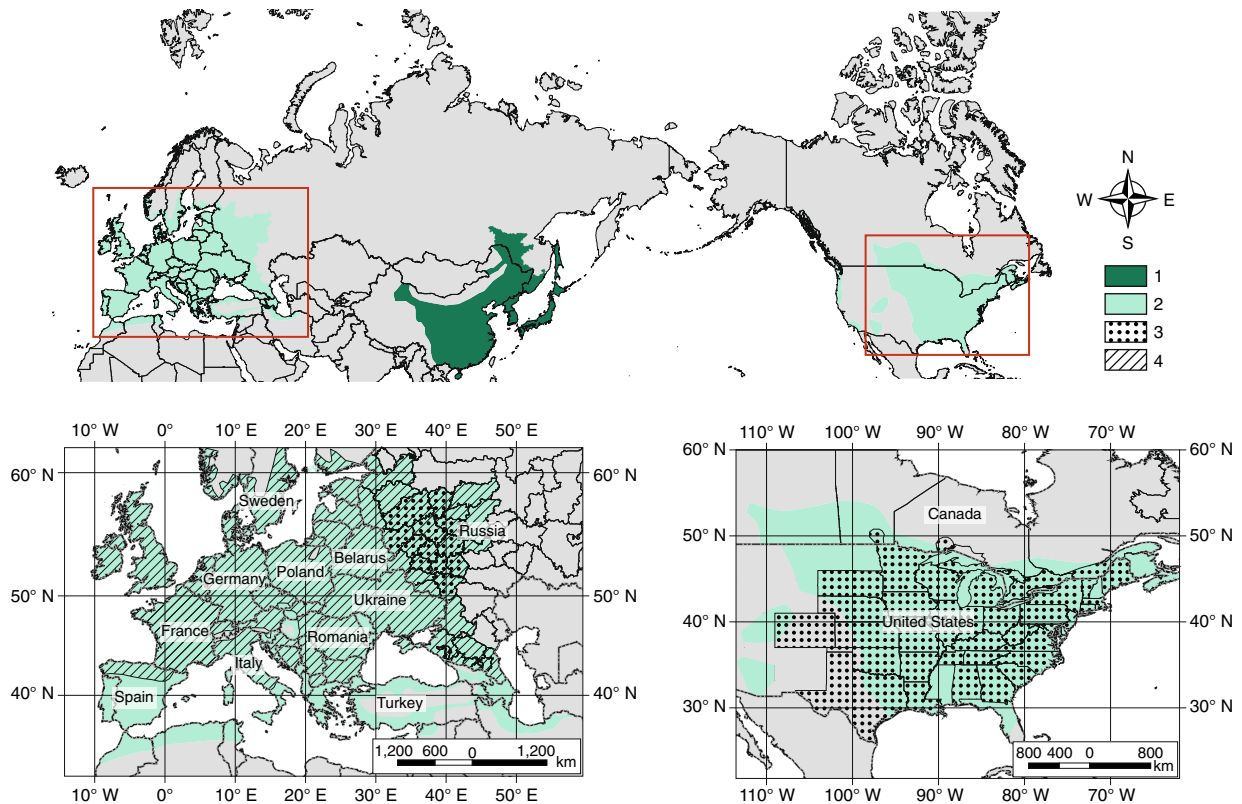 N
W E
S
1
2
3
4
10° W 0° 10° E 20° E 30° E 40° E 50° E
60° N 60° N
Sweden
Russia
Belarus
Poland
Germany
50° N 50° N
Ukraine
France
Romania
Italy
Spain
40° N 40° N
Turkey
1,200 600 0 1,200
km
10° W 0° 10° E 20° E 30° E 40° E 50° E
110° W 100° W 90° W 80° W 70° W
60° N 60° N
Canada
50° N 50° N
40° N United States 40° N
30° N 30° N
800 400 0 800
km
110° W 100° W 90° W 80° W 70° W